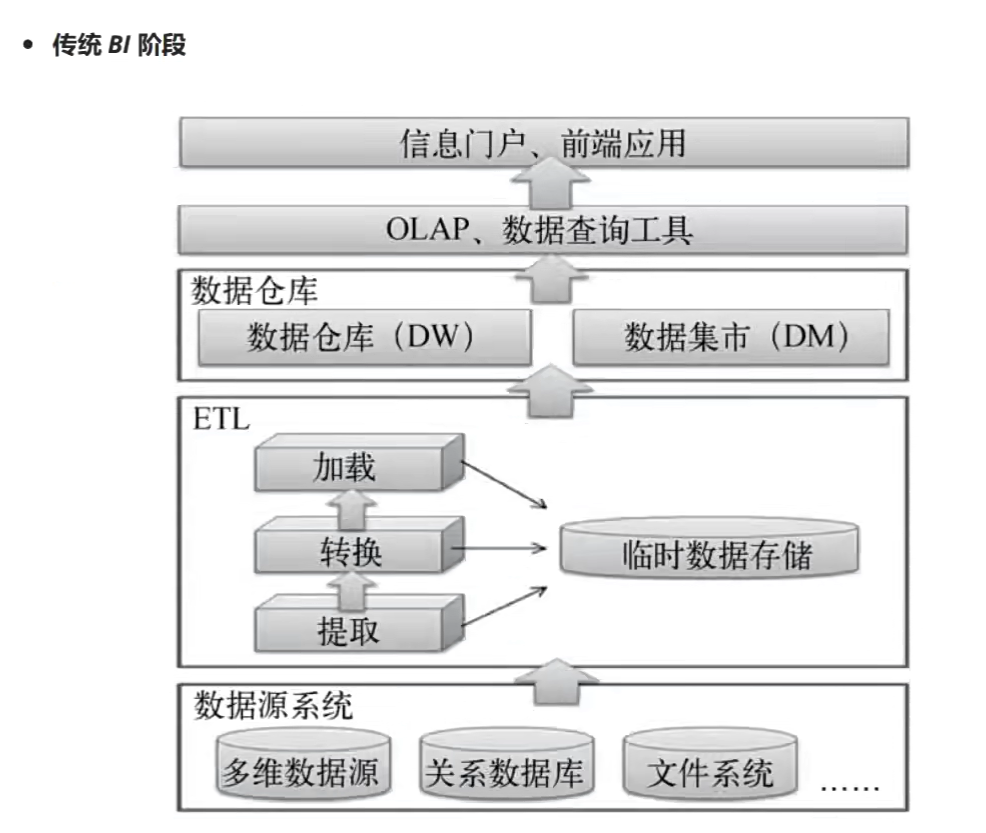 • 传统 BI 阶段
信息门户、前端应用
OLAP、数据查询工具
数据仓库
数据仓库（DW） 数据集市（DM）
ETL
加载
转换 临时数据存储
提取
数据源系统
多维数据源 关系数据库 文件系统 ……